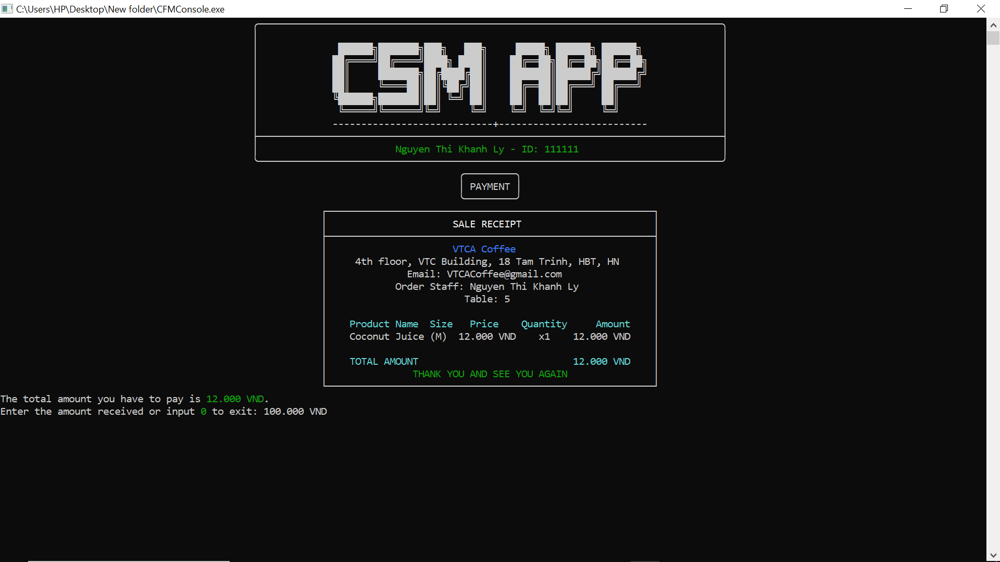 C:\Users\HP\Desktop\New folder\CFMConsole.exe
CSM APP
----------------------------+--------------------------
Nguyen Thi Khanh Ly - ID: 111111
PAYMENT
SALE RECEIPT
VTCA Coffee
4th floor, VTC Building, 18 Tam Trinh, HBT, HN
Email: VTCACoffee@gmail.com
Order Staff: Nguyen Thi Khanh Ly
Table: 5
Product Name Size Price Quantity Amount
Coconut Juice (M) 12.000 VND x1 12.000 VND
TOTAL AMOUNT 12.000 VND
THANK YOU AND SEE YOU AGAIN
The total amount you have to pay is 12.000 VND.
Enter the amount received or input 0 to exit: 100.000 VND